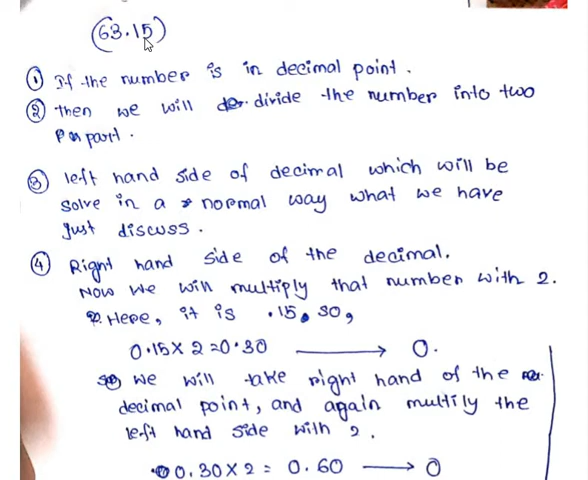 (63.15)
① If the number is in decimal point.
② then we will divide the number into two
part.
③ left hand side of decimal which will be
solve in a normal way what we have
just discuss.
④ Right hand side of the decimal.
Now we will multiply that number with 2.
Here, it is .15, 30,
0.15 x 2 = 0.30 → 0.
we will take right hand of the
decimal point, and again multily the
left hand side with 2.
0.30 x 2 = 0.60 → 0